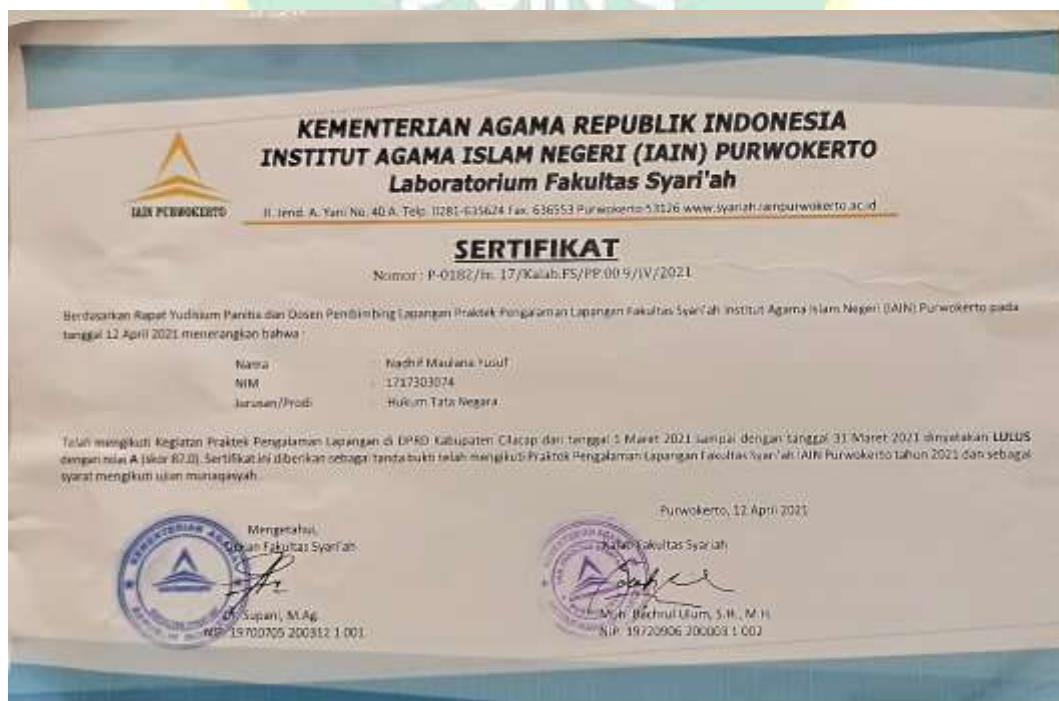 KEMENTERIAN AGAMA REPUBLIK INDONESIA
INSTITUT AGAMA ISLAM NEGERI (IAIN) PURWOKERTO
Laboratorium Fakultas Syari'ah
IAIN PURWOKERTO
Jl. Jend. A. Yani No. 40 A. Telp. 0281-635624 Fax. 636553 Purwokerto 53126 www.syariah.iainpurwokerto.ac.id
SERTIFIKAT
Nomor : P-0182/In. 17/Kalab.FS/PP.00.9/IV/2021
Berdasarkan Rapat Yudisium Panitia dan Dosen Pembimbing Lapangan Praktek Pengalaman Lapangan Fakultas Syari'ah Institut Agama Islam Negeri (IAIN) Purwokerto pada
tanggal 12 April 2021 menerangkan bahwa :
Nama : Nadhif Maulana Yusuf
NIM : 1717303074
Jurusan/Prodi : Hukum Tata Negara
Telah mengikuti Kegiatan Praktek Pengalaman Lapangan di DPRD Kabupaten Cilacap dari tanggal 1 Maret 2021 sampai dengan tanggal 31 Maret 2021 dinyatakan LULUS
dengan nilai A (skor 87.0). Sertifikat ini diberikan sebagai tanda bukti telah mengikuti Praktek Pengalaman Lapangan Fakultas Syari'ah IAIN Purwokerto tahun 2021 dan sebagai
syarat mengikuti ujian munaqasyah.
Purwokerto, 12 April 2021
Mengetahui,
Dekan Fakultas Syari'ah
Kalab Fakultas Syariah
Dr. Supani, M.Ag.
NIP. 19700705 200312 1 001
Moh. Bachrul Ulum, S.H., M.H.
NIP. 19720906 200003 1 002